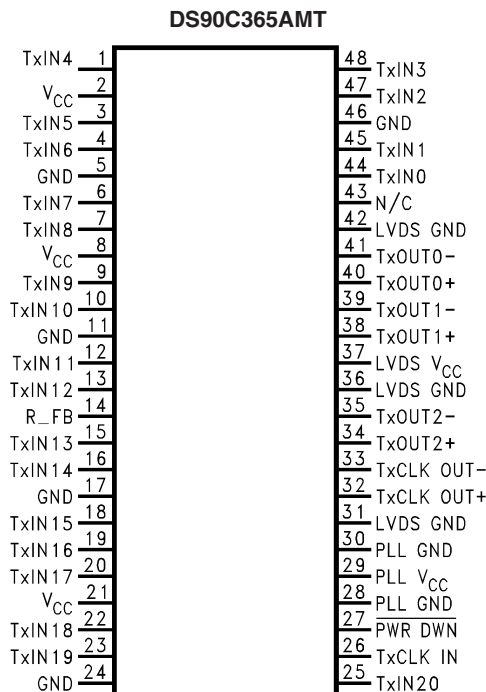 DS90C365AMT
TxIN4 1
VCC 2
TxIN5 3
TxIN6 4
GND 5
TxIN7 6
TxIN8 7
VCC 8
TxIN9 9
TxIN10 10
GND 11
TxIN11 12
TxIN12 13
R_FB 14
TxIN13 15
TxIN14 16
GND 17
TxIN15 18
TxIN16 19
TxIN17 20
VCC 21
TxIN18 22
TxIN19 23
GND 24
48 TxIN3
47 TxIN2
46 GND
45 TxIN1
44 TxIN0
43 N/C
42 LVDS GND
41 TxOUT0-
40 TxOUT0+
39 TxOUT1-
38 TxOUT1+
37 LVDS VCC
36 LVDS GND
35 TxOUT2-
34 TxOUT2+
33 TxCLK OUT-
32 TxCLK OUT+
31 LVDS GND
30 PLL GND
29 PLL VCC
28 PLL GND
27 PWR DWN
26 TxCLK IN
25 TxIN20